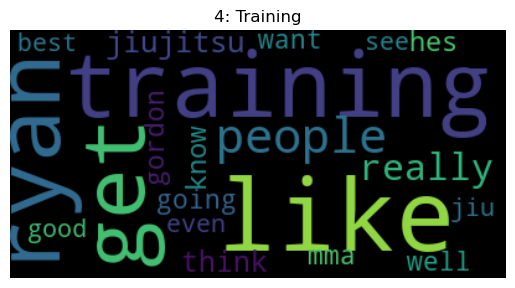 4: Training
best jiujitsu want see hes
training
ryan get gordon know people
really
going like jiu
good even
think mma well